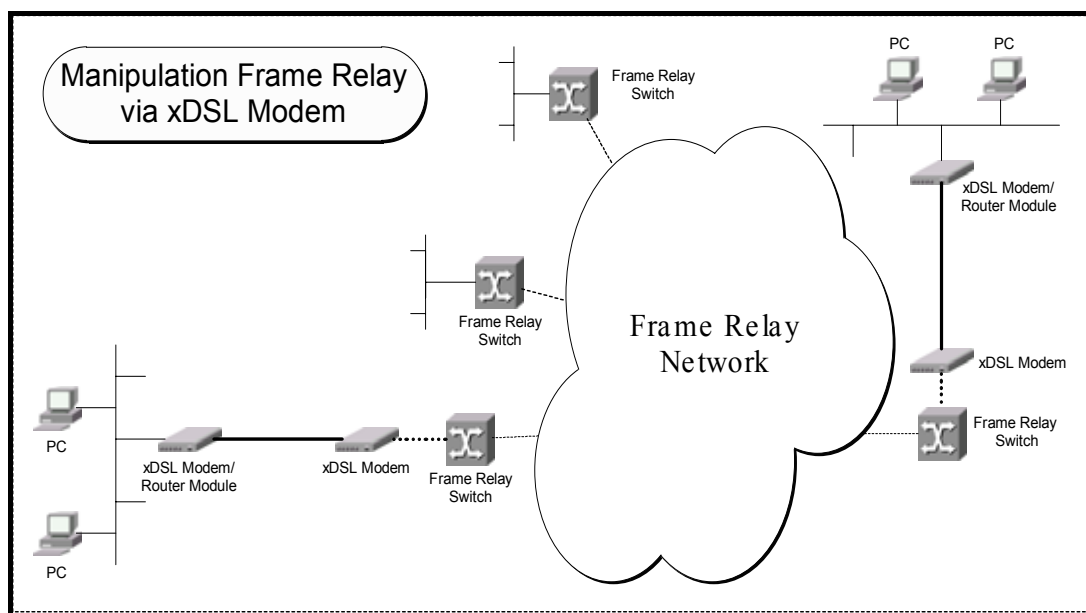 Manipulation Frame Relay
via xDSL Modem
Frame Relay
Switch
PC
PC
xDSL Modem/
Router Module
Frame Relay
Switch
Frame Relay
Network
xDSL Modem
Frame Relay
Switch
PC
xDSL Modem/
Router Module
xDSL Modem
Frame Relay
Switch
PC